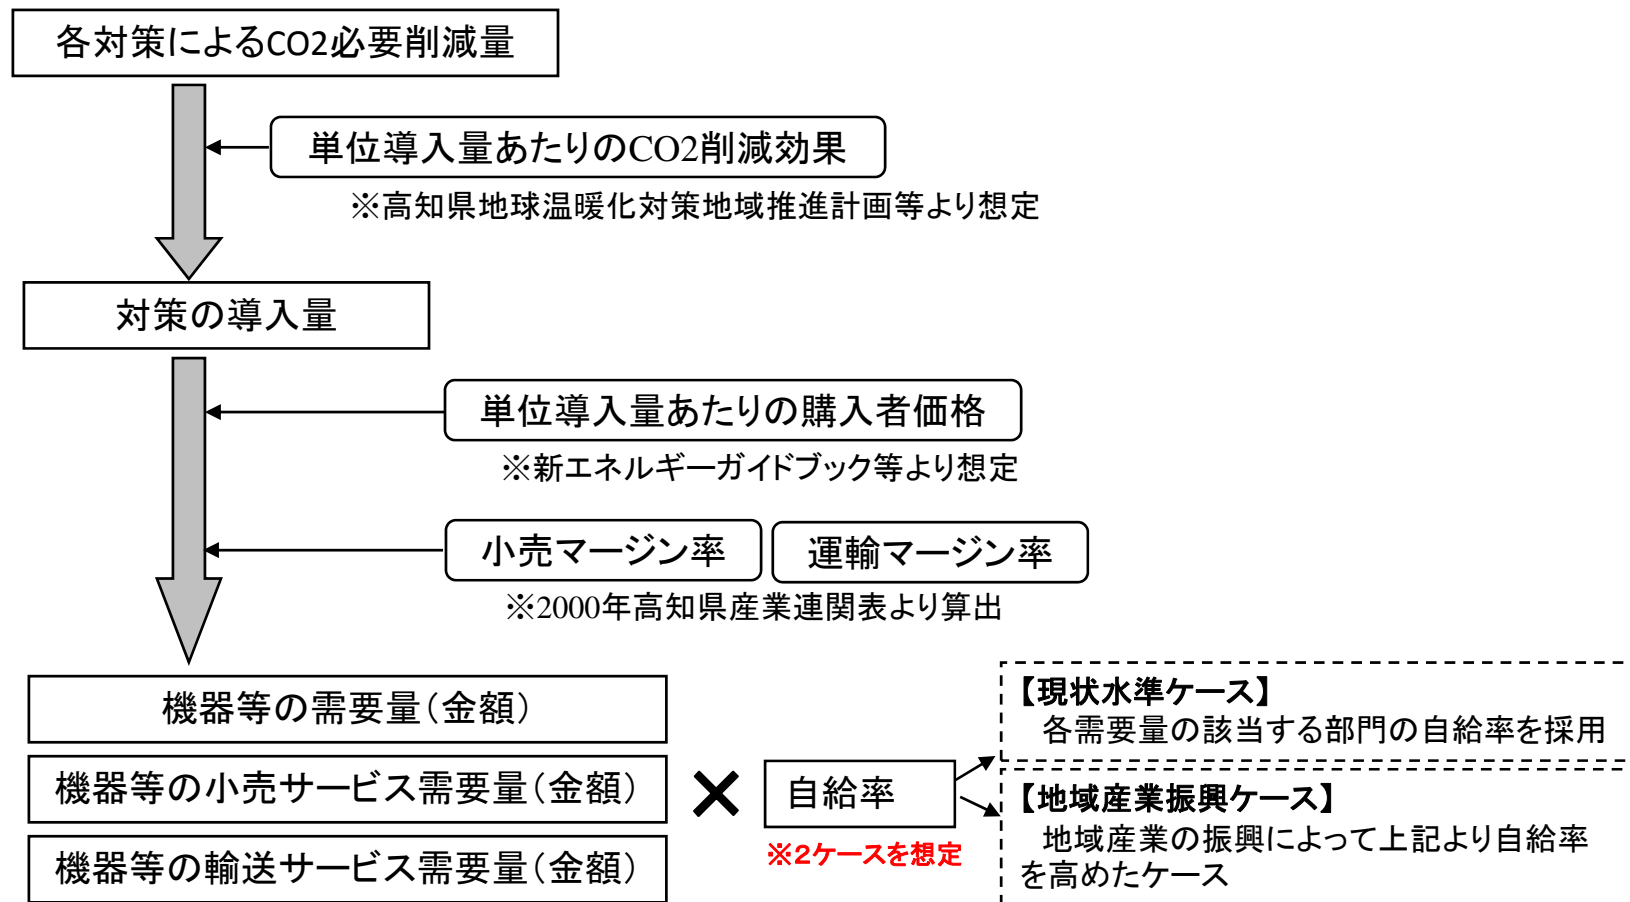 各対策によるCO2必要削減量
単位導入量あたりのCO2削減効果
※高知県地球温暖化対策地域推進計画等より想定
対策の導入量
単位導入量あたりの購入者価格
※新エネルギーガイドブック等より想定
小売マージン率
運輸マージン率
※2000年高知県産業連関表より算出
機器等の需要量(金額)
機器等の小売サービス需要量(金額)
機器等の輸送サービス需要量(金額)
×
自給率
※2ケースを想定
【現状水準ケース】
各需要量の該当する部門の自給率を採用
【地域産業振興ケース】
地域産業の振興によって上記より自給率
を高めたケース